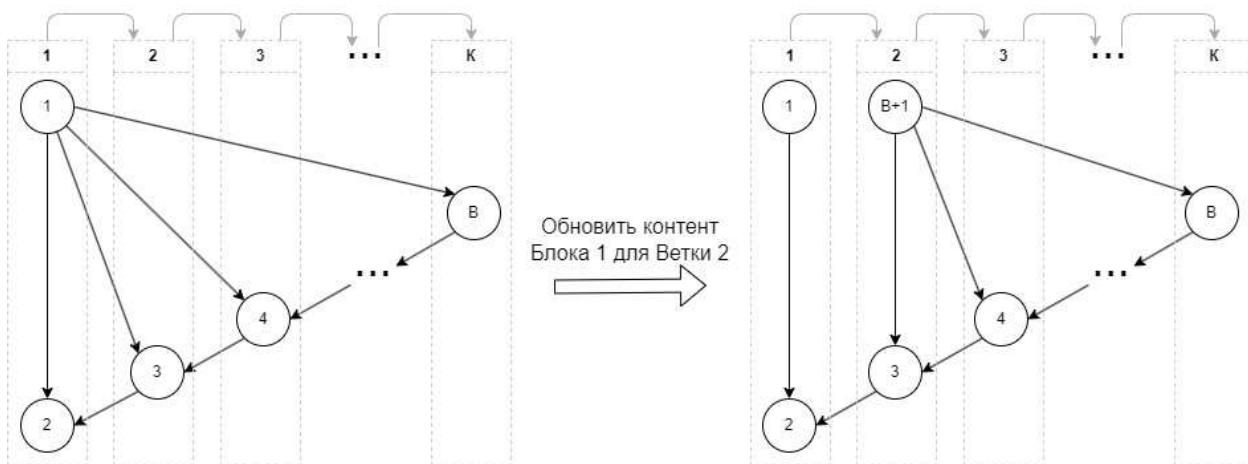 1 2 3 ... K
1
B
...
4
3
2
Обновить контент
Блока 1 для Ветки 2
1 2 3 ... K
1 B+1
B
...
4
3
2